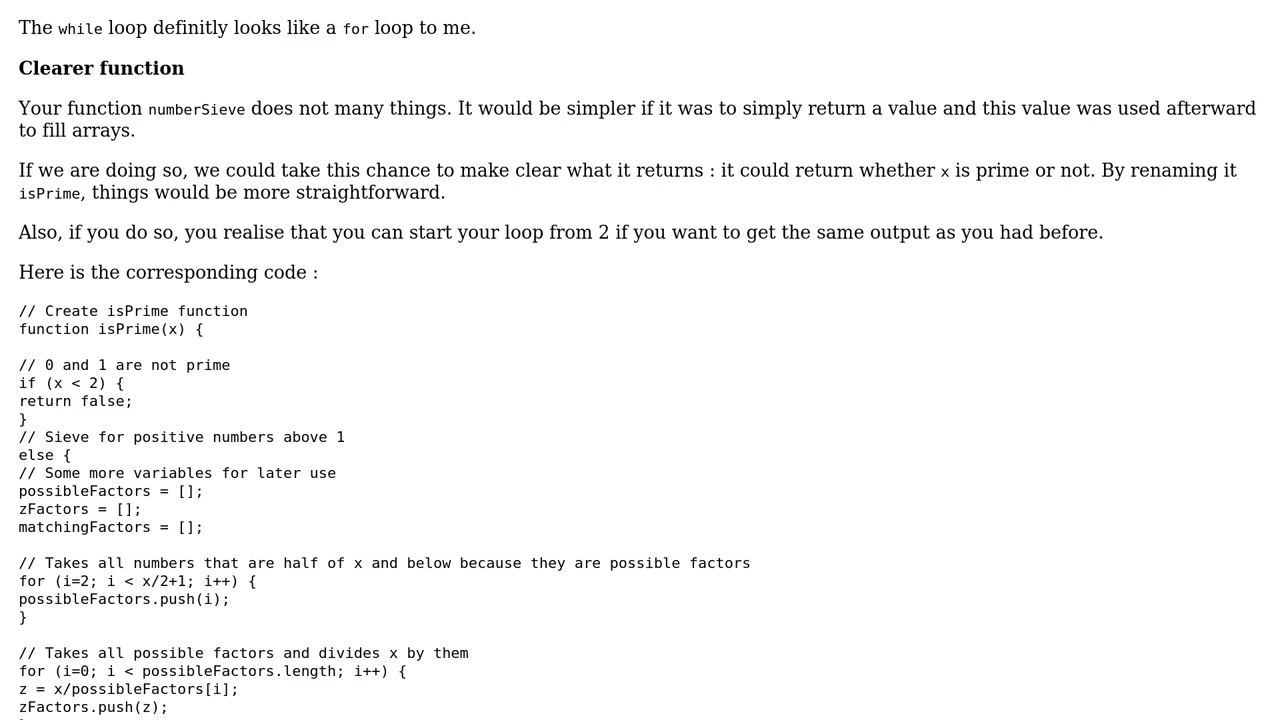 The while loop definitly looks like a for loop to me.
Clearer function
Your function numberSieve does not many things. It would be simpler if it was to simply return a value and this value was used afterward
to fill arrays.
If we are doing so, we could take this chance to make clear what it returns : it could return whether x is prime or not. By renaming it
isPrime, things would be more straightforward.
Also, if you do so, you realise that you can start your loop from 2 if you want to get the same output as you had before.
Here is the corresponding code :
// Create isPrime function
function isPrime(x) {
// 0 and 1 are not prime
if (x < 2) {
return false;
}
// Sieve for positive numbers above 1
else {
// Some more variables for later use
possibleFactors = [];
zFactors = [];
matchingFactors = [];
// Takes all numbers that are half of x and below because they are possible factors
for (i=2; i < x/2+1; i++) {
possibleFactors.push(i);
}
// Takes all possible factors and divides x by them
for (i=0; i < possibleFactors.length; i++) {
z = x/possibleFactors[i];
zFactors.push(z);